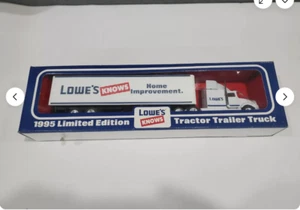 LOWE'S KNOWS Home Improvement.
LOWE'S
LOWE'S KNOWS
1995 Limited Edition Tractor Trailer Truck